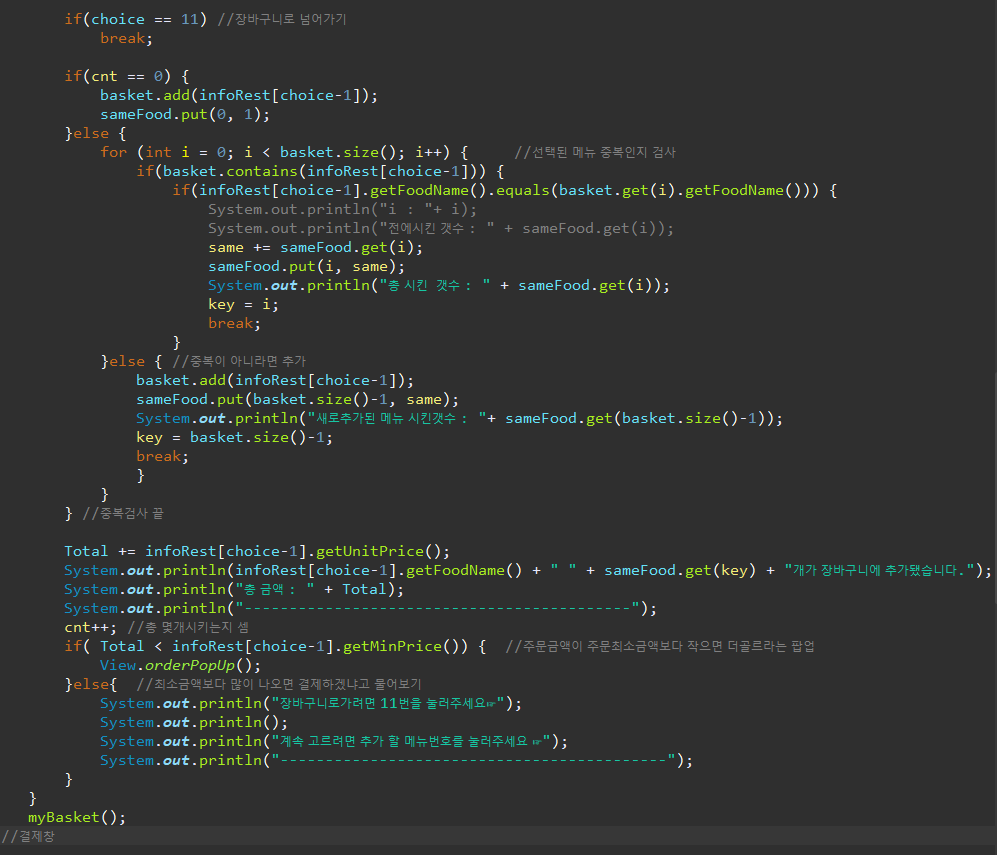 if(choice == 11) //장바구니로 넘어가기
break;
if(cnt == 0) {
basket.add(infoRest[choice-1]);
sameFood.put(0, 1);
}else {
for (int i = 0; i < basket.size(); i++) { //선택된 메뉴 중복인지 검사
if(basket.contains(infoRest[choice-1])) {
if(infoRest[choice-1].getFoodName().equals(basket.get(i).getFoodName())) {
System.out.println("i : "+ i);
System.out.println("전에시킨 갯수 : " + sameFood.get(i));
same += sameFood.get(i);
sameFood.put(i, same);
System.out.println("총 시킨  갯수 : " + sameFood.get(i));
key = i;
break;
}
}else { //중복이 아니라면 추가
basket.add(infoRest[choice-1]);
sameFood.put(basket.size()-1, same);
System.out.println("새로추가된 메뉴 시킨갯수 : "+ sameFood.get(basket.size()-1));
key = basket.size()-1;
break;
}
}
} //중복검사 끝
Total += infoRest[choice-1].getUnitPrice();
System.out.println(infoRest[choice-1].getFoodName() + " " + sameFood.get(key) + "개가 장바구니에 추가됐습니다.");
System.out.println("총 금액 : " + Total);
System.out.println("-------------------------------------------");
cnt++; //총 몇개시키는지 셈
if( Total < infoRest[choice-1].getMinPrice()) { //주문금액이 주문최소금액보다 작으면 더골르라는 팝업
View.orderPopUp();
}else{ //최소금액보다 많이 나오면 결제하겠냐고 물어보기
System.out.println("장바구니로가려면 11번을 눌러주세요☞");
System.out.println();
System.out.println("계속 고르려면 추가 할 메뉴번호를 눌러주세요 ☞");
System.out.println("-------------------------------------------");
}
}
myBasket();
//결제창